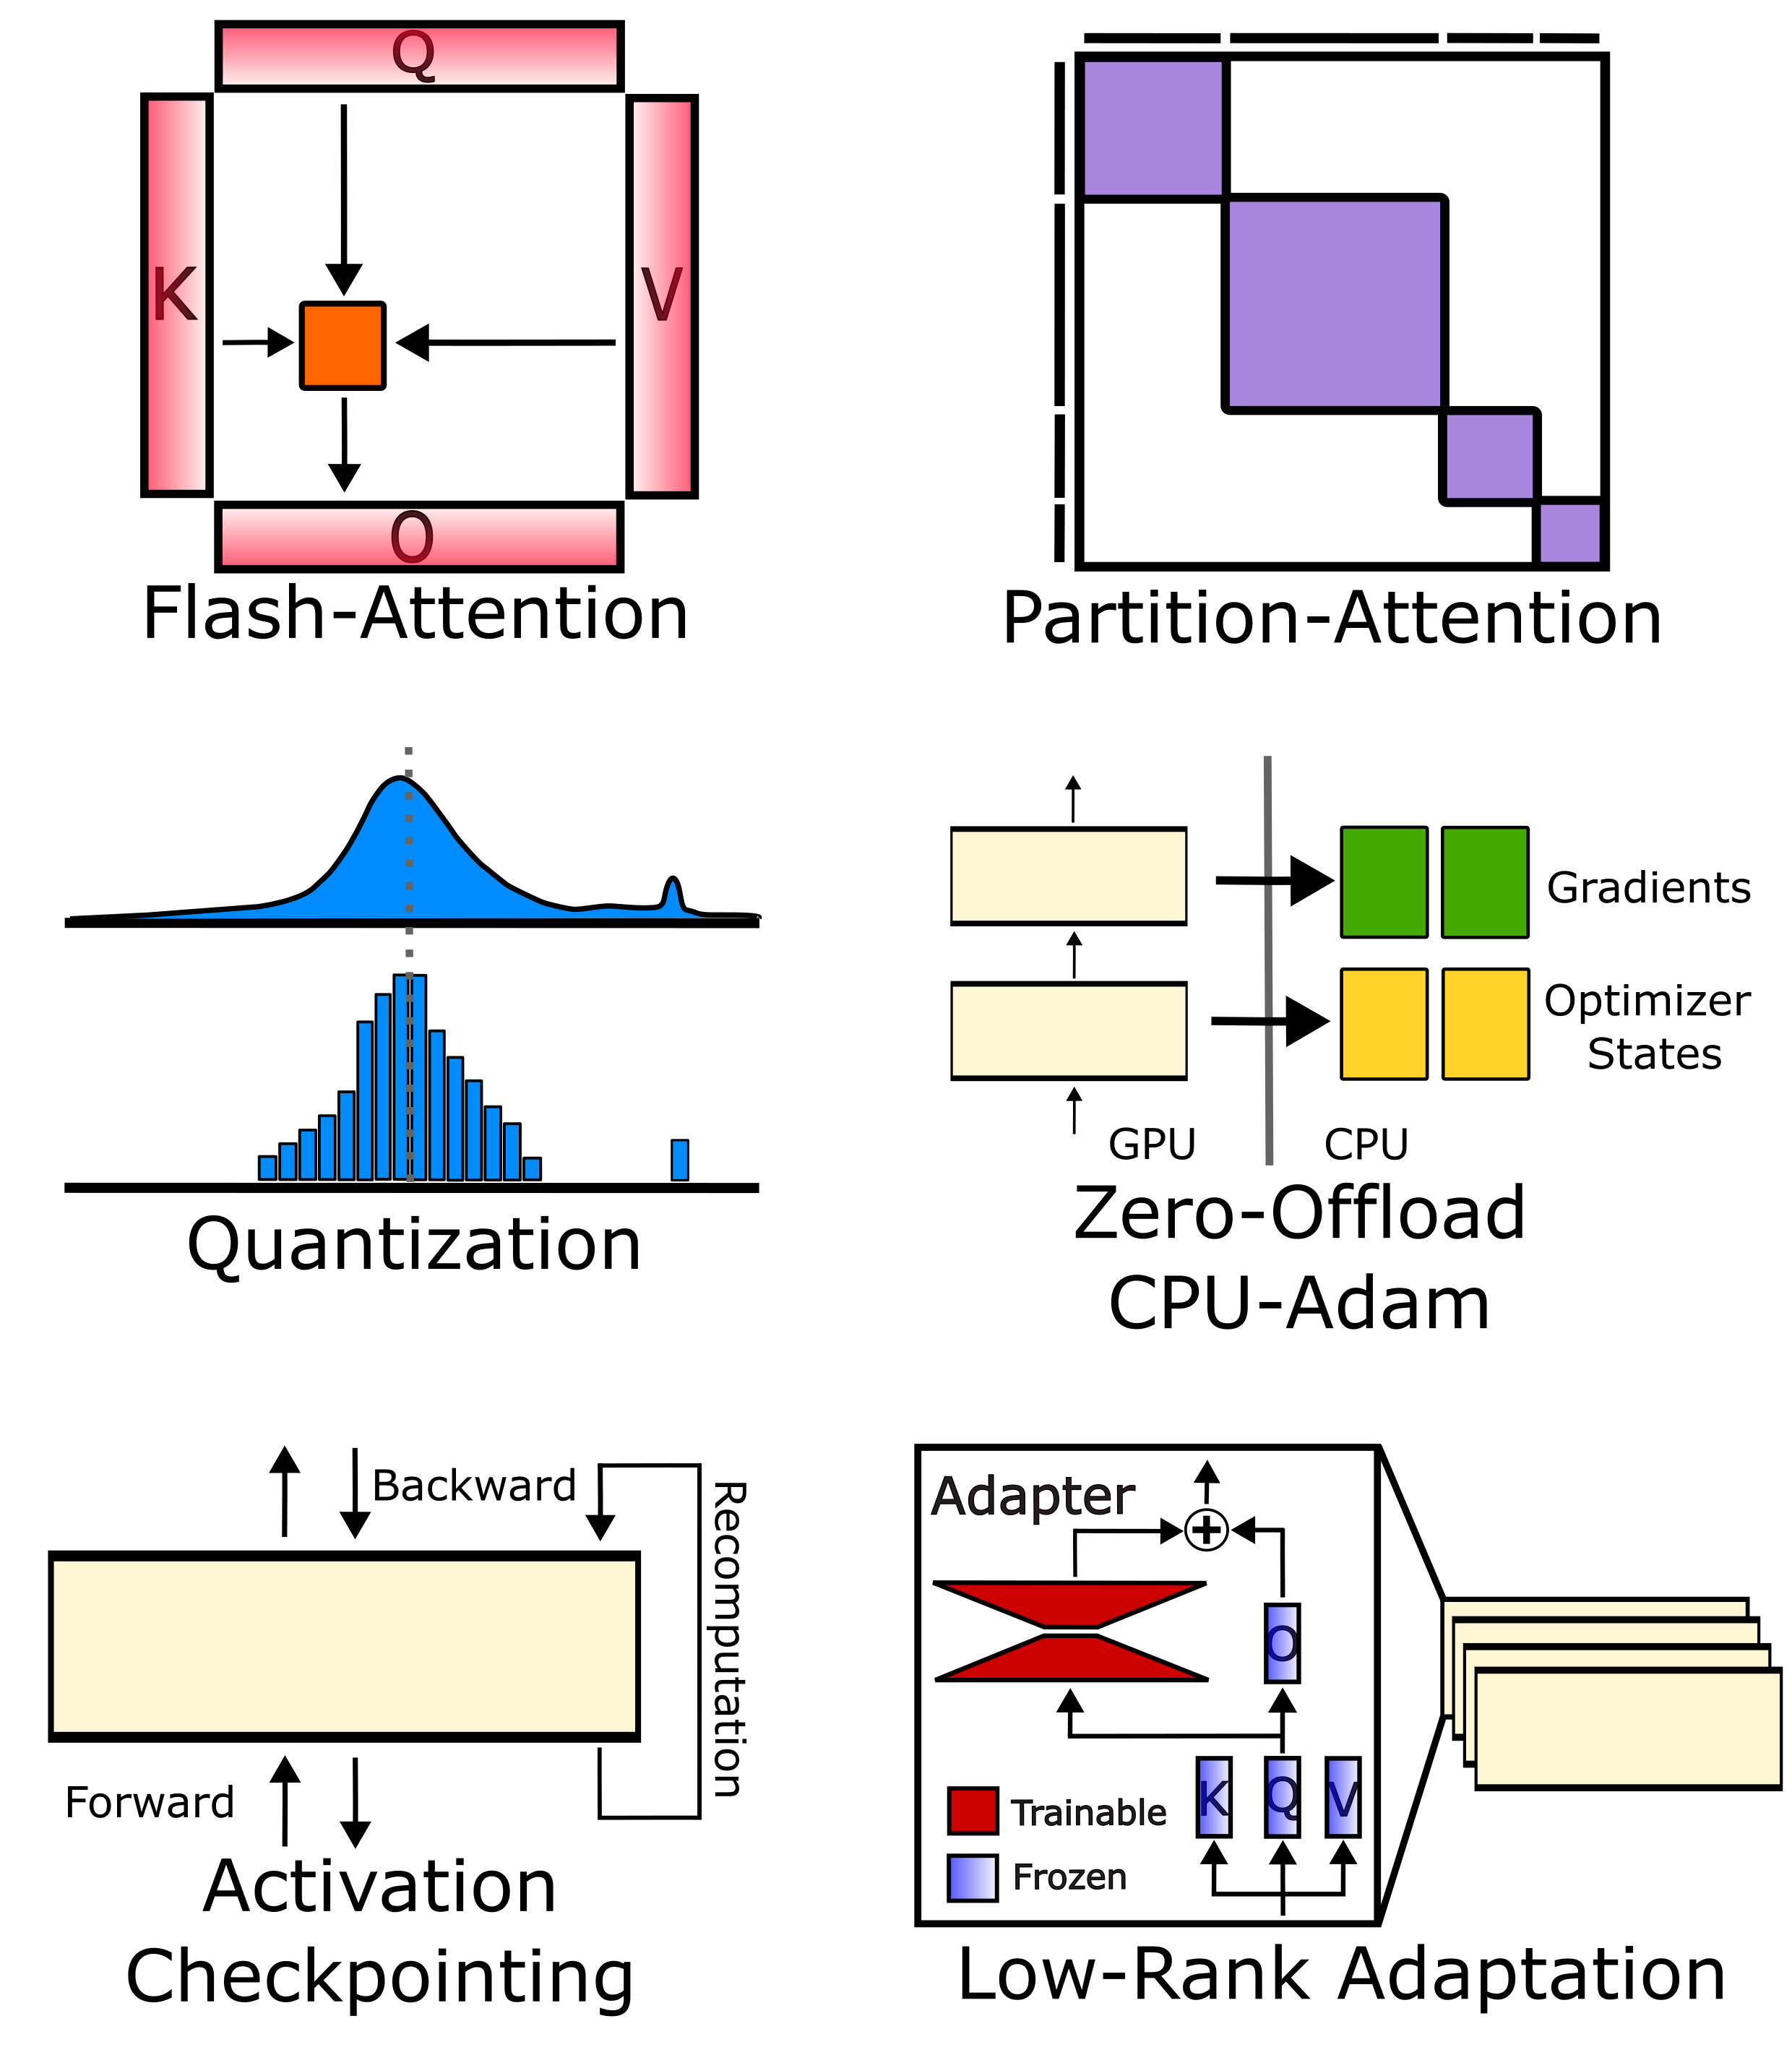 Q
K
V
O
Flash-Attention
Partition-Attention
Quantization
Gradients
Optimizer
States
GPU
CPU
Zero-Offload
CPU-Adam
Backward
Recomputation
Forward
Activation
Checkpointing
Adapter
O
K
Q
V
Trainable
Frozen
Low-Rank Adaptation